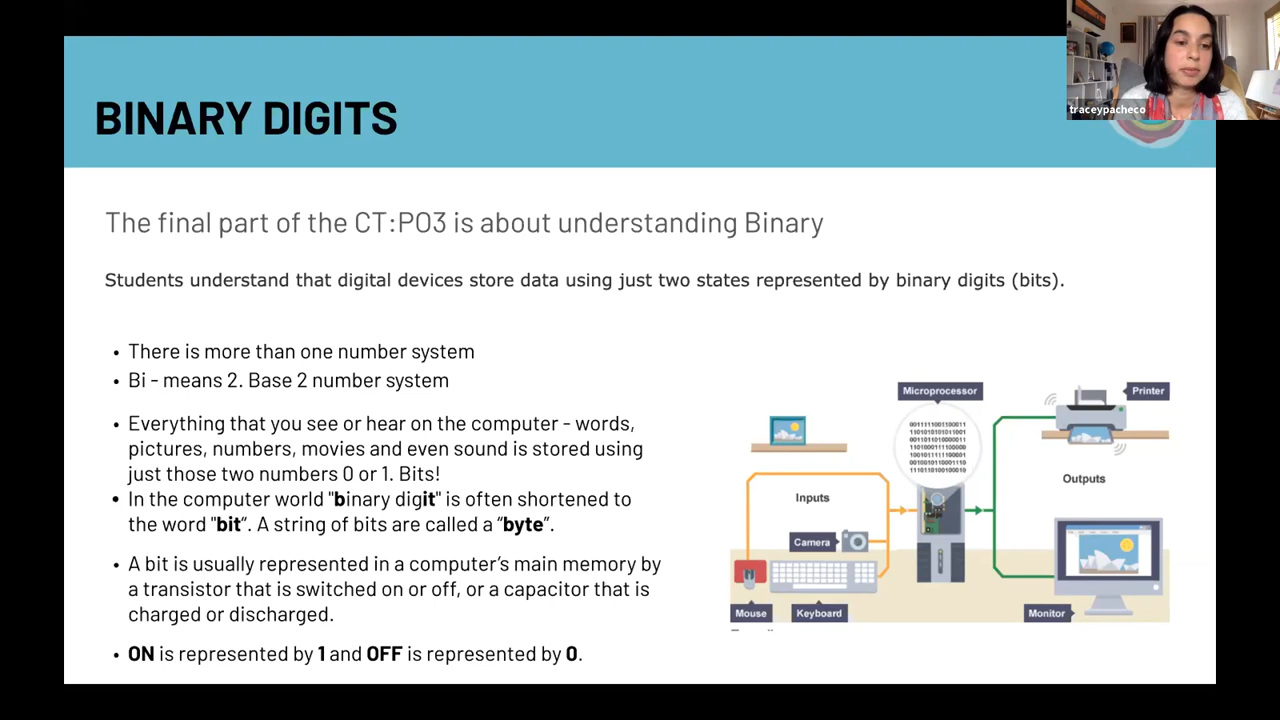 traceypacheco
BINARY DIGITS
The final part of the CT:PO3 is about understanding Binary
Students understand that digital devices store data using just two states represented by binary digits (bits).
• There is more than one number system
• Bi - means 2. Base 2 number system
• Everything that you see or hear on the computer - words,
pictures, numbers, movies and even sound is stored using
just those two numbers 0 or 1. Bits!
• In the computer world "binary digit" is often shortened to
the word "bit”. A string of bits are called a “byte”.
• A bit is usually represented in a computer’s main memory by
a transistor that is switched on or off, or a capacitor that is
charged or discharged.
• ON is represented by 1 and OFF is represented by 0.
Microprocessor
Printer
Inputs
Outputs
Camera
Mouse
Keyboard
Monitor